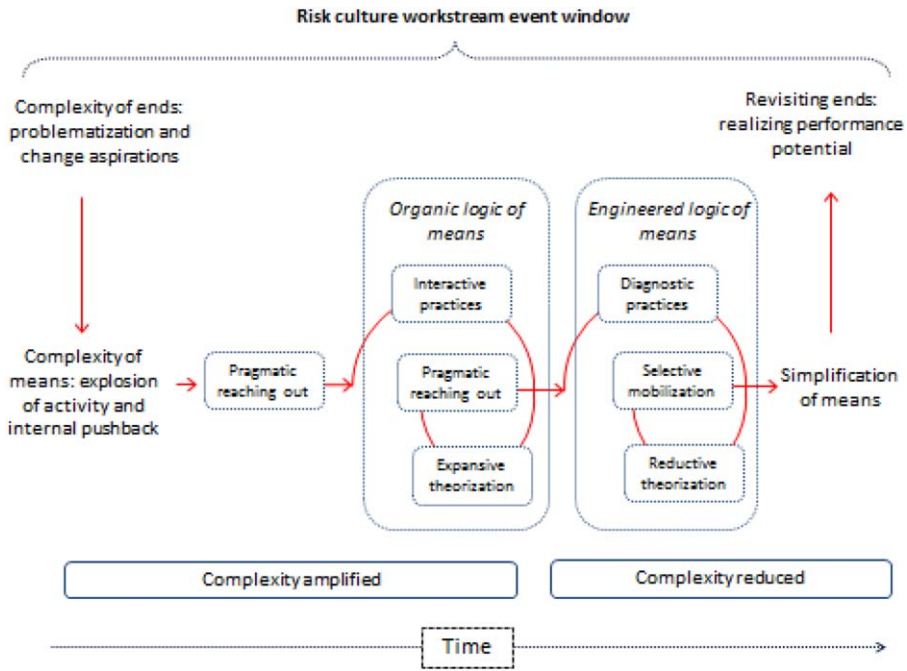 Risk culture workstream event window
Complexity of ends:
problematization and
change aspirations
Revisiting ends:
realizing performance
potential
Organic logic of
means
Engineered logic of
means
Interactive
practices
Diagnostic
practices
Complexity of
means: explosion
of activity and
internal pushback
Pragmatic
reaching out
Pragmatic
reaching out
Selective
mobilization
Simplification
of means
Expansive
theorization
Reductive
theorization
Complexity amplified
Complexity reduced
Time